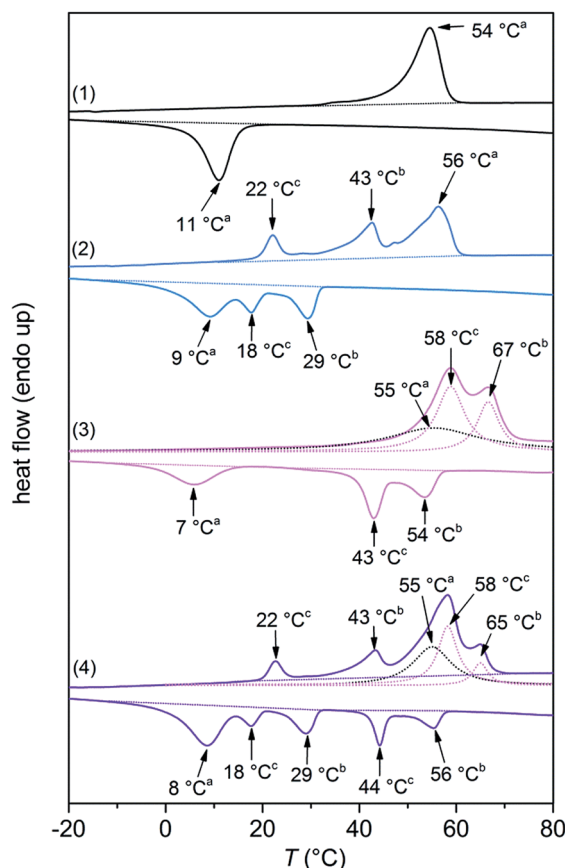 54 °Cᵃ
(1)
11 °Cᵃ
56 °Cᵃ
43 °Cᵇ
22 °Cᶜ
(2)
9 °Cᵃ
18 °Cᶜ
29 °Cᵇ
58 °Cᶜ
67 °Cᵇ
55 °Cᵃ
(3)
7 °Cᵃ
54 °Cᵇ
43 °Cᶜ
55 °Cᵃ
58 °Cᶜ
22 °Cᶜ
43 °Cᵇ
65 °Cᵇ
(4)
8 °Cᵃ
18 °Cᶜ
29 °Cᵇ
44 °Cᶜ
56 °Cᵇ
heat flow (endo up)
-20 0 20 40 60 80
T (°C)